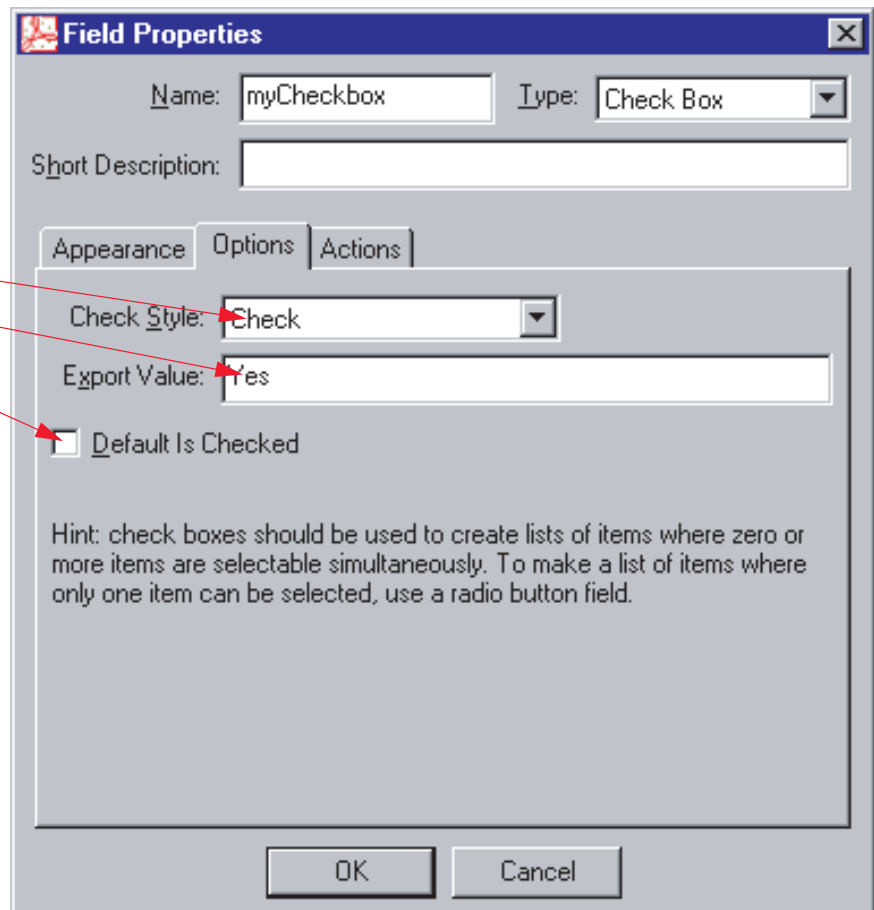 Field Properties
Name: myCheckbox Type: Check Box
Short Description:
Appearance Options Actions
Check Style: Check
Export Value: Yes
Default Is Checked
Hint: check boxes should be used to create lists of items where zero or
more items are selectable simultaneously. To make a list of items where
only one item can be selected, use a radio button field.
OK Cancel